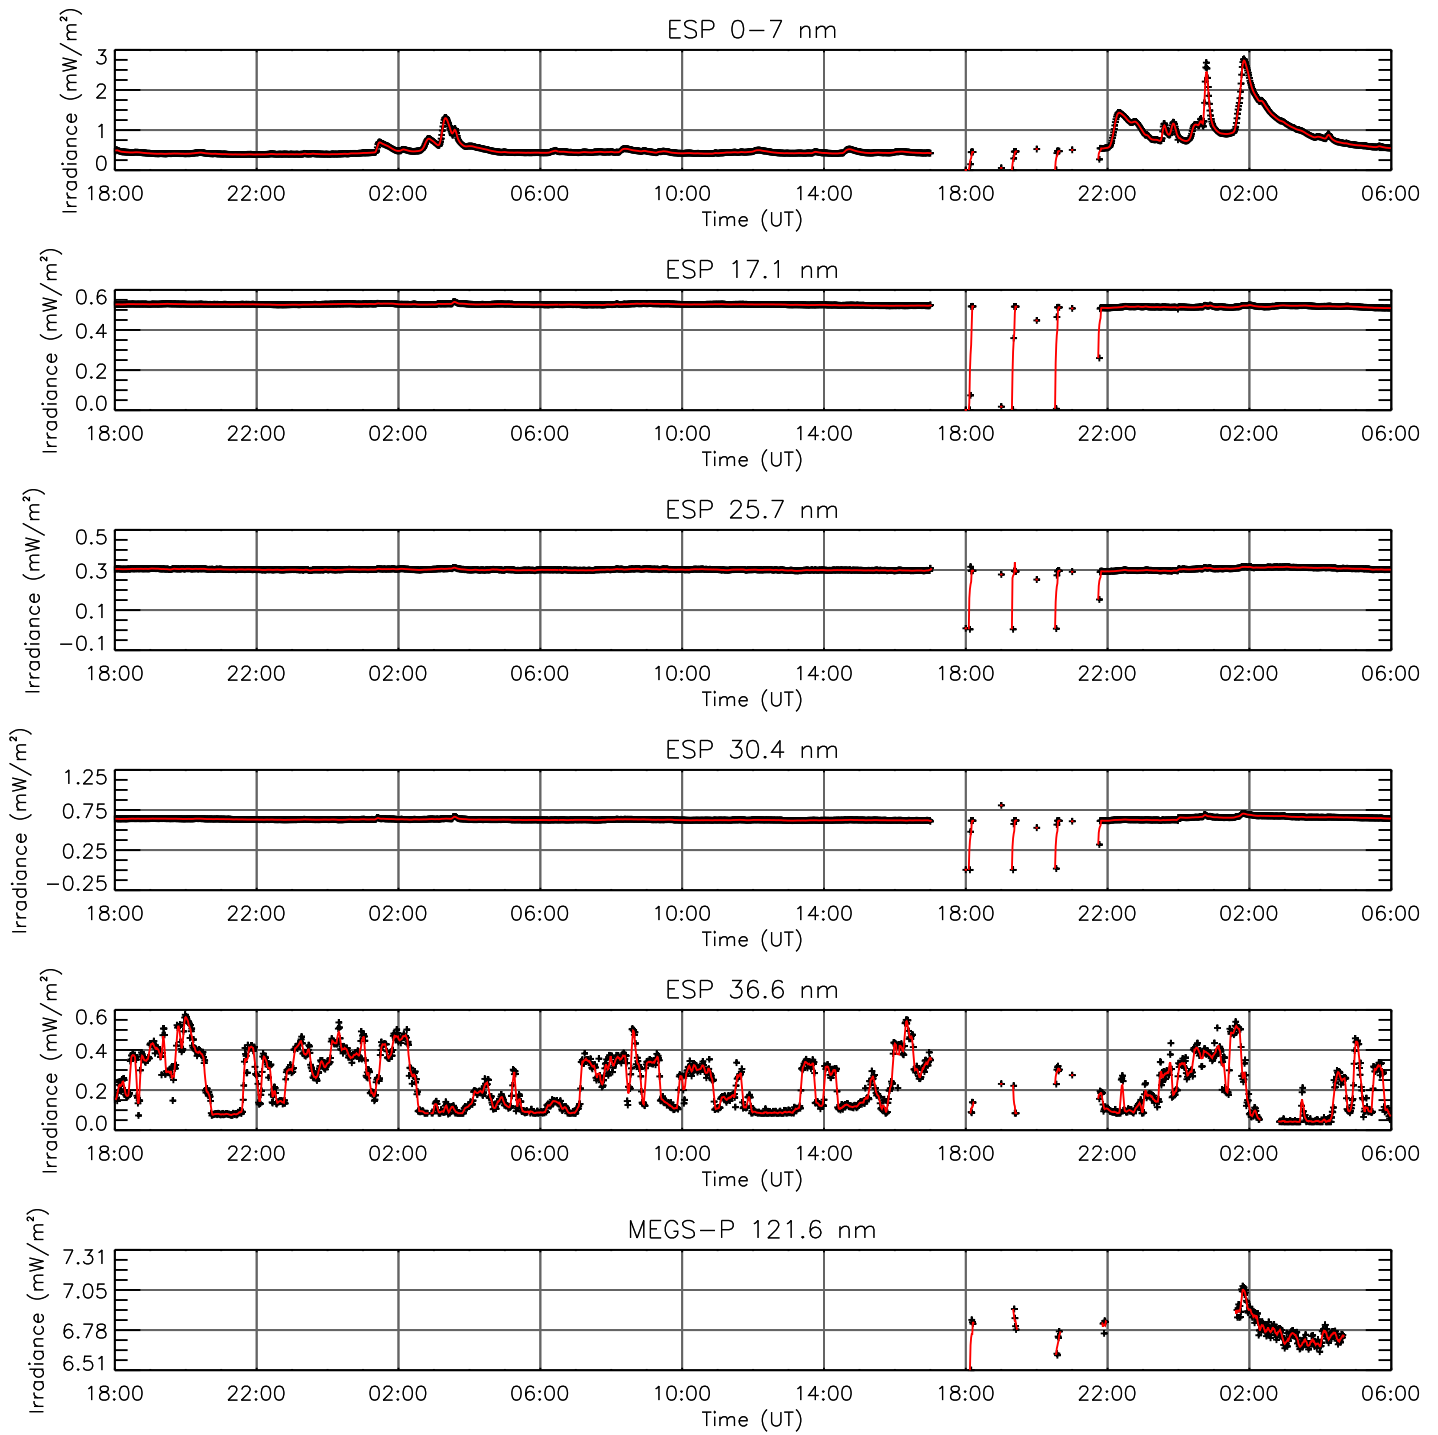 ESP 0-7 nm
Irradiance (mW/m²)
3
2
1
0
18:00 22:00 02:00 06:00 10:00 14:00 18:00 22:00 02:00 06:00
Time (UT)
ESP 17.1 nm
Irradiance (mW/m²)
0.6
0.4
0.2
0.0
18:00 22:00 02:00 06:00 10:00 14:00 18:00 22:00 02:00 06:00
Time (UT)
ESP 25.7 nm
Irradiance (mW/m²)
0.5
0.3
0.1
-0.1
18:00 22:00 02:00 06:00 10:00 14:00 18:00 22:00 02:00 06:00
Time (UT)
ESP 30.4 nm
Irradiance (mW/m²)
1.25
0.75
0.25
-0.25
18:00 22:00 02:00 06:00 10:00 14:00 18:00 22:00 02:00 06:00
Time (UT)
ESP 36.6 nm
Irradiance (mW/m²)
0.6
0.4
0.2
0.0
18:00 22:00 02:00 06:00 10:00 14:00 18:00 22:00 02:00 06:00
Time (UT)
MEGS-P 121.6 nm
Irradiance (mW/m²)
7.31
7.05
6.78
6.51
18:00 22:00 02:00 06:00 10:00 14:00 18:00 22:00 02:00 06:00
Time (UT)